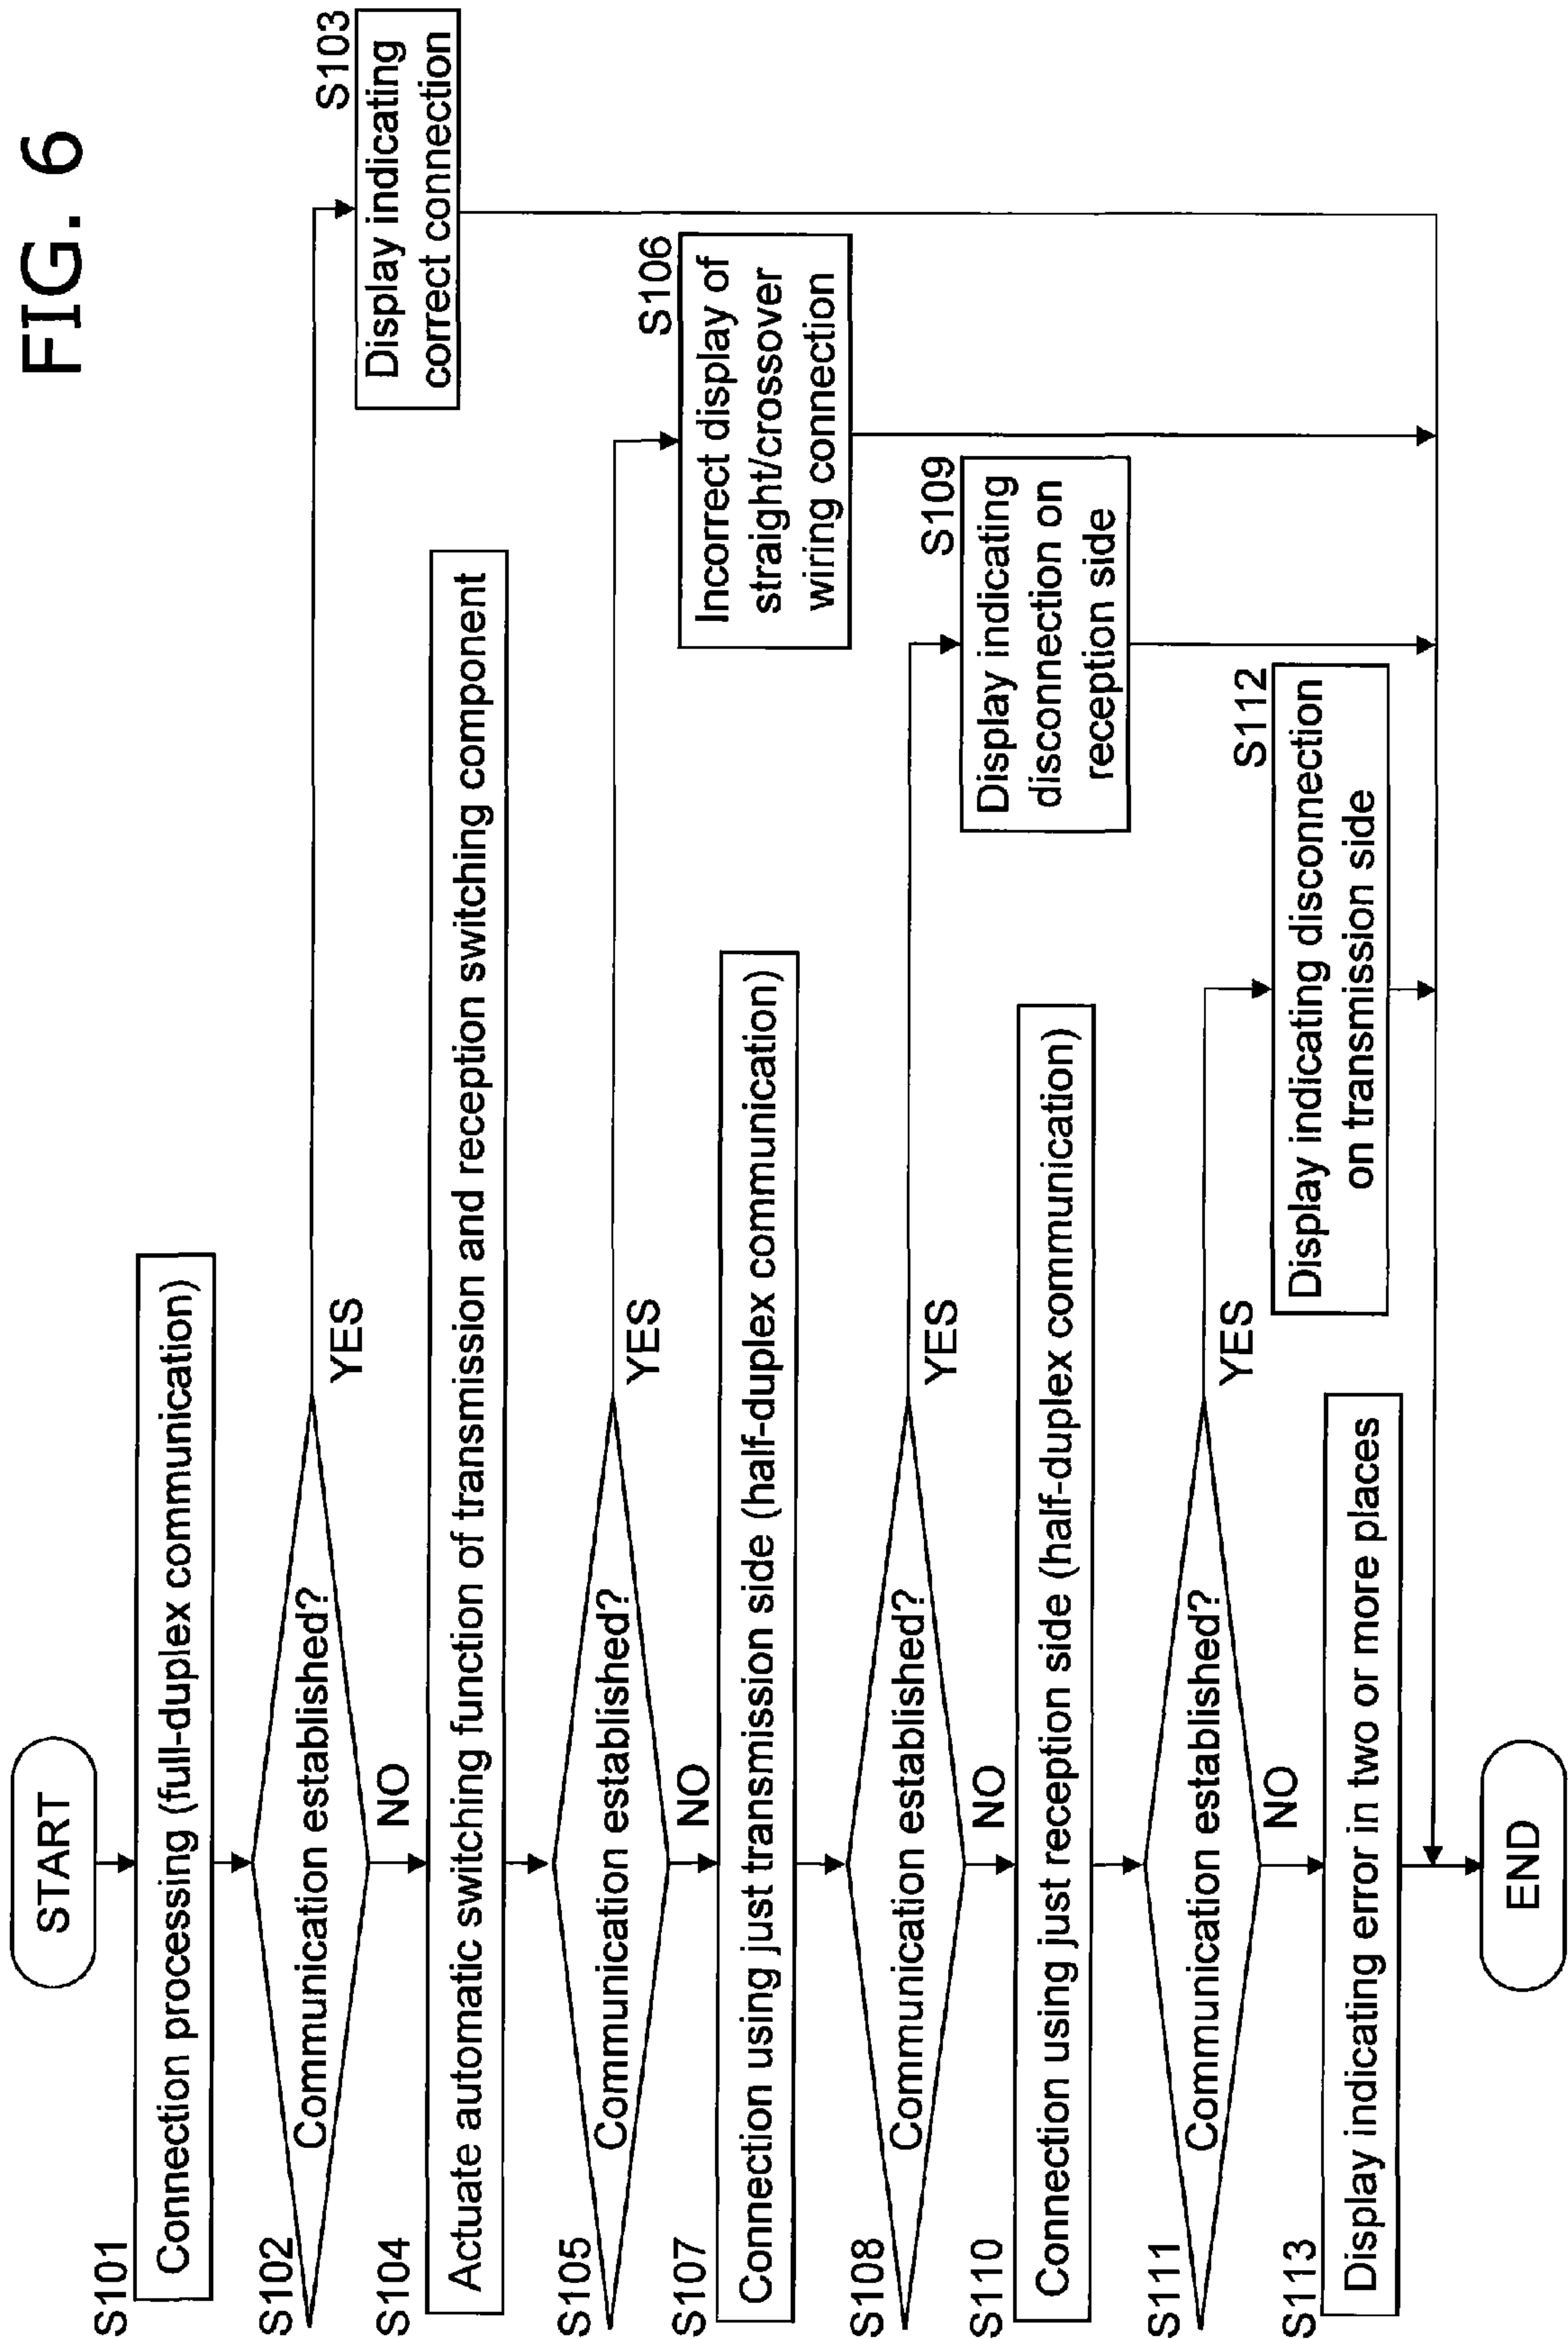 FIG. 6
START
S101
Connection processing (full-duplex communication)
S102
Communication established?
YES
NO
S103
Display indicating
correct connection
S104
Actuate automatic switching function of transmission and reception switching component
S105
Communication established?
YES
NO
S106
Incorrect display of
straight/crossover
wiring connection
S107
Connection using just transmission side (half-duplex communication)
S108
Communication established?
YES
NO
S109
Display indicating
disconnection on
reception side
S110
Connection using just reception side (half-duplex communication)
S111
Communication established?
YES
NO
S112
Display indicating disconnection
on transmission side
S113
Display indicating error in two or more places
END